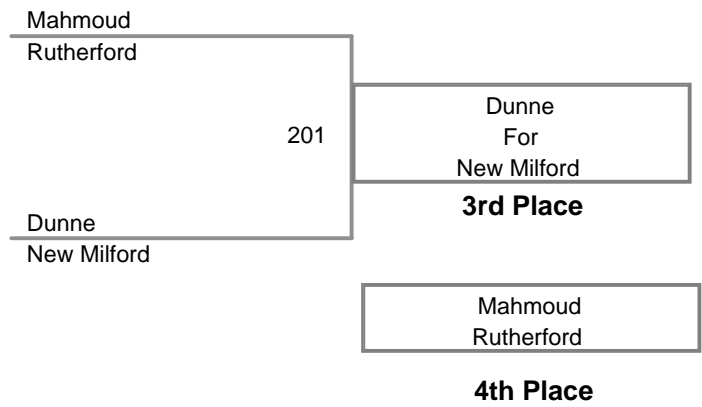 Mahmoud
Rutherford
201
Dunne
For
New Milford
3rd Place
Dunne
New Milford
Mahmoud
Rutherford
4th Place